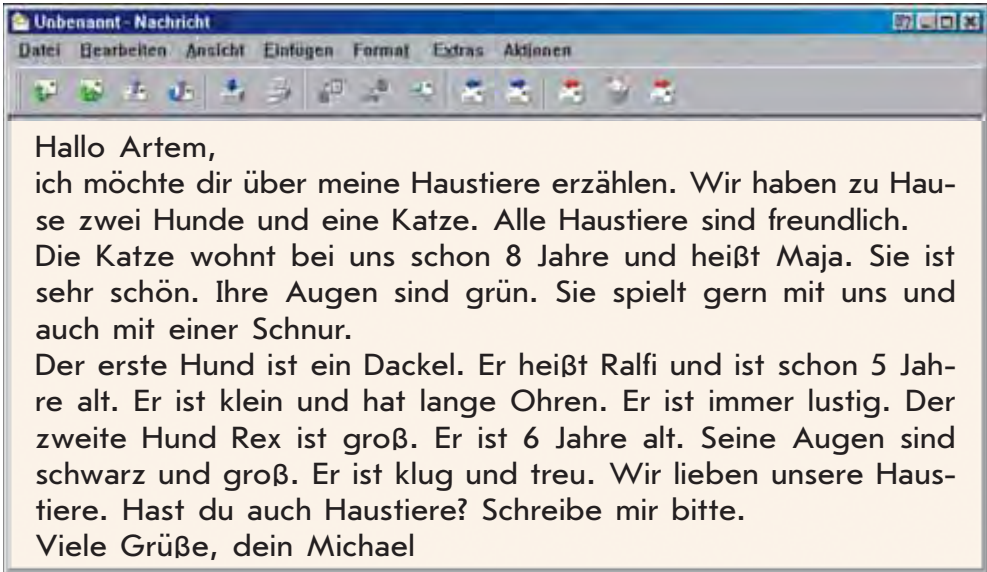 Unbenannt - Nachricht
Datei Bearbeiten Ansicht Einfügen Format Extras Aktionen
Hallo Artem,
ich möchte dir über meine Haustiere erzählen. Wir haben zu Hau-
se zwei Hunde und eine Katze. Alle Haustiere sind freundlich.
Die Katze wohnt bei uns schon 8 Jahre und heißt Maja. Sie ist
sehr schön. Ihre Augen sind grün. Sie spielt gern mit uns und
auch mit einer Schnur.
Der erste Hund ist ein Dackel. Er heißt Ralfi und ist schon 5 Jah-
re alt. Er ist klein und hat lange Ohren. Er ist immer lustig. Der
zweite Hund Rex ist groß. Er ist 6 Jahre alt. Seine Augen sind
schwarz und groß. Er ist klug und treu. Wir lieben unsere Haus-
tiere. Hast du auch Haustiere? Schreibe mir bitte.
Viele Grüße, dein Michael